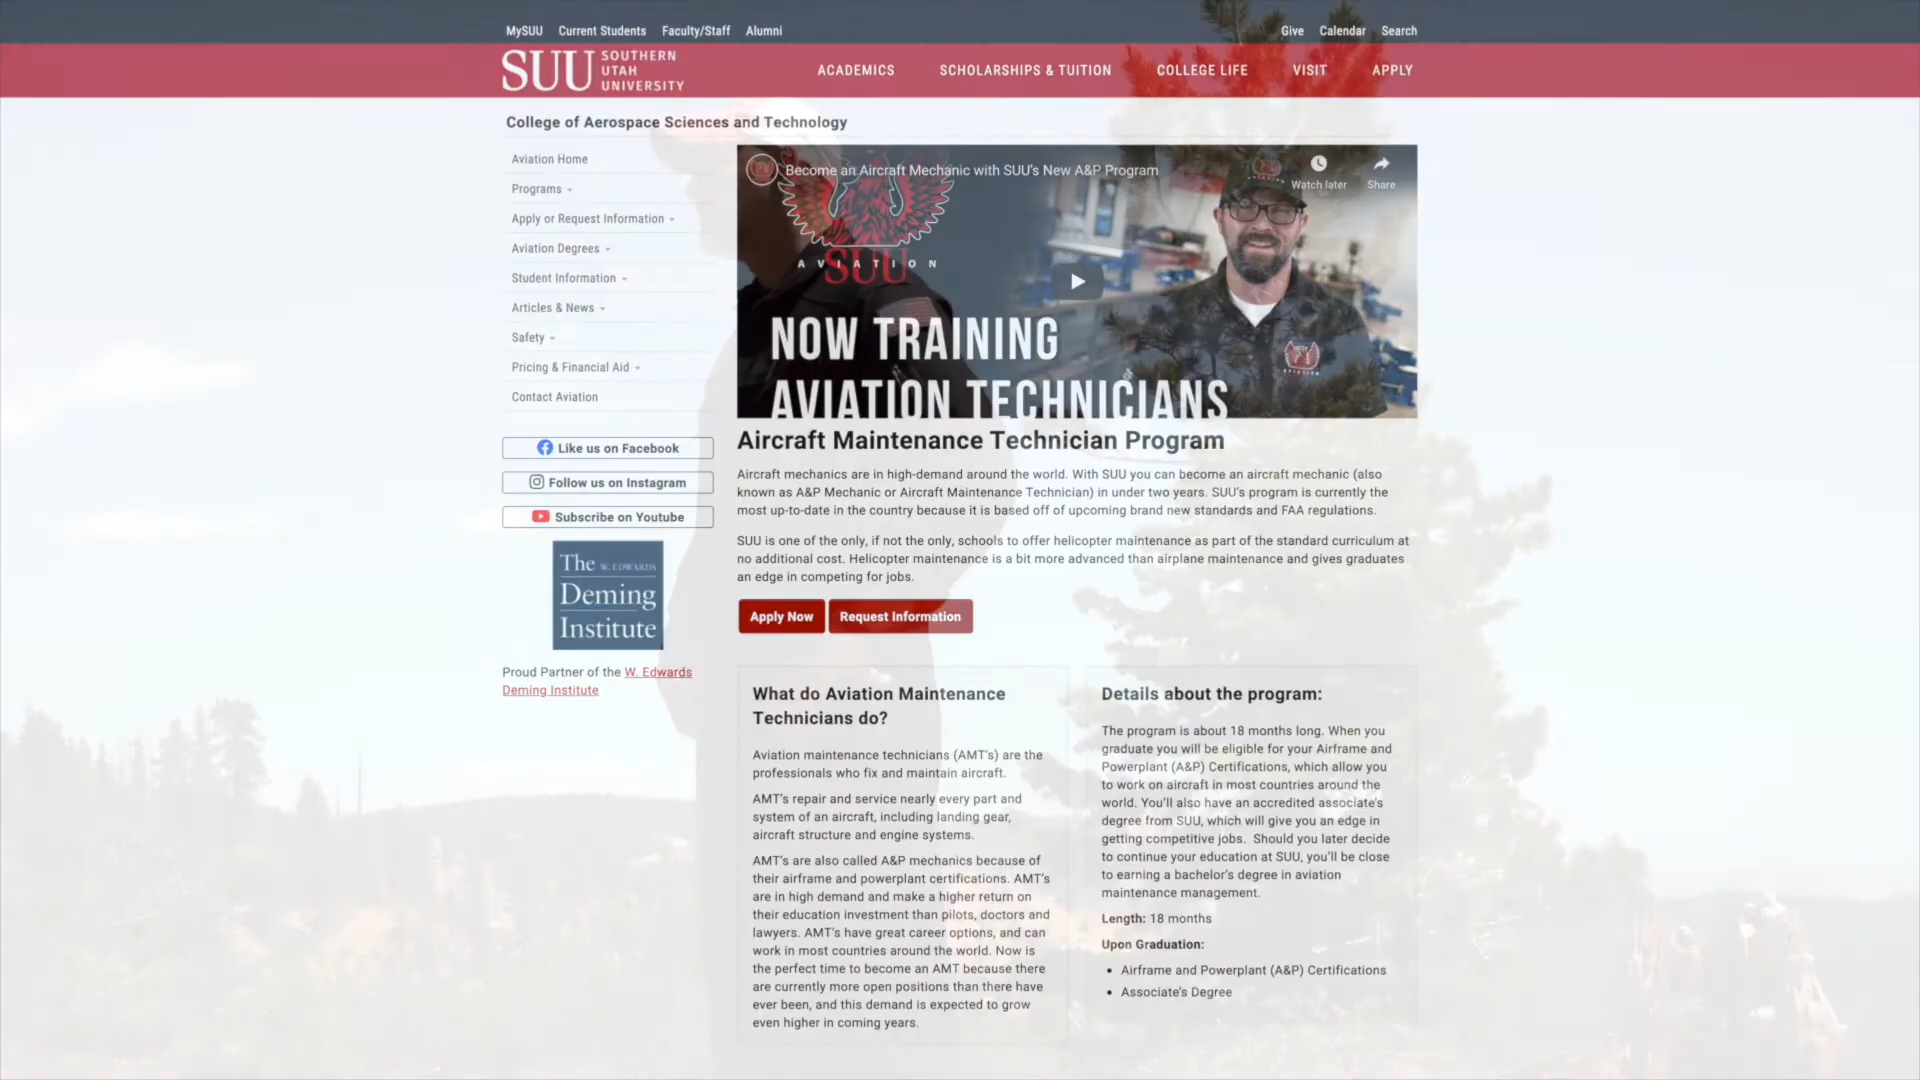 MySUU Current Students Faculty/Staff Alumni
Give Calendar Search
SUU SOUTHERN
UTAH
UNIVERSITY
ACADEMICS SCHOLARSHIPS & TUITION COLLEGE LIFE VISIT APPLY
College of Aerospace Sciences and Technology
Aviation Home
Programs
Apply or Request Information
Aviation Degrees
Student Information
Articles & News
Safety
Pricing & Financial Aid
Contact Aviation
Like us on Facebook
Follow us on Instagram
Subscribe on Youtube
The W. EDWARDS
Deming
Institute
Proud Partner of the W. Edwards
Deming Institute
Become an Aircraft Mechanic with SUU's New A&P Program
Watch later
Share
SUU
AVIATION
AVIATION
NOW TRAINING
AVIATION TECHNICIANS
Aircraft Maintenance Technician Program
Aircraft mechanics are in high-demand around the world. With SUU you can become an aircraft mechanic (also
known as A&P Mechanic or Aircraft Maintenance Technician) in under two years. SUU's program is currently the
most up-to-date in the country because it is based off of upcoming brand new standards and FAA regulations.
SUU is one of the only, if not the only, schools to offer helicopter maintenance as part of the standard curriculum at
no additional cost. Helicopter maintenance is a bit more advanced than airplane maintenance and gives graduates
an edge in competing for jobs.
Apply Now
Request Information
What do Aviation Maintenance
Technicians do?
Aviation maintenance technicians (AMT's) are the
professionals who fix and maintain aircraft.
AMT's repair and service nearly every part and
system of an aircraft, including landing gear,
aircraft structure and engine systems.
AMT's are also called A&P mechanics because of
their airframe and powerplant certifications. AMT's
are in high demand and make a higher return on
their education investment than pilots, doctors and
lawyers. AMT's have great career options, and can
work in most countries around the world. Now is
the perfect time to become an AMT because there
are currently more open positions than there have
ever been, and this demand is expected to grow
even higher in coming years.
Details about the program:
The program is about 18 months long. When you
graduate you will be eligible for your Airframe and
Powerplant (A&P) Certifications, which allow you
to work on aircraft in most countries around the
world. You'll also have an accredited associate's
degree from SUU, which will give you an edge in
getting competitive jobs. Should you later decide
to continue your education at SUU, you'll be close
to earning a bachelor's degree in aviation
maintenance management.
Length: 18 months
Upon Graduation:
• Airframe and Powerplant (A&P) Certifications
• Associate's Degree